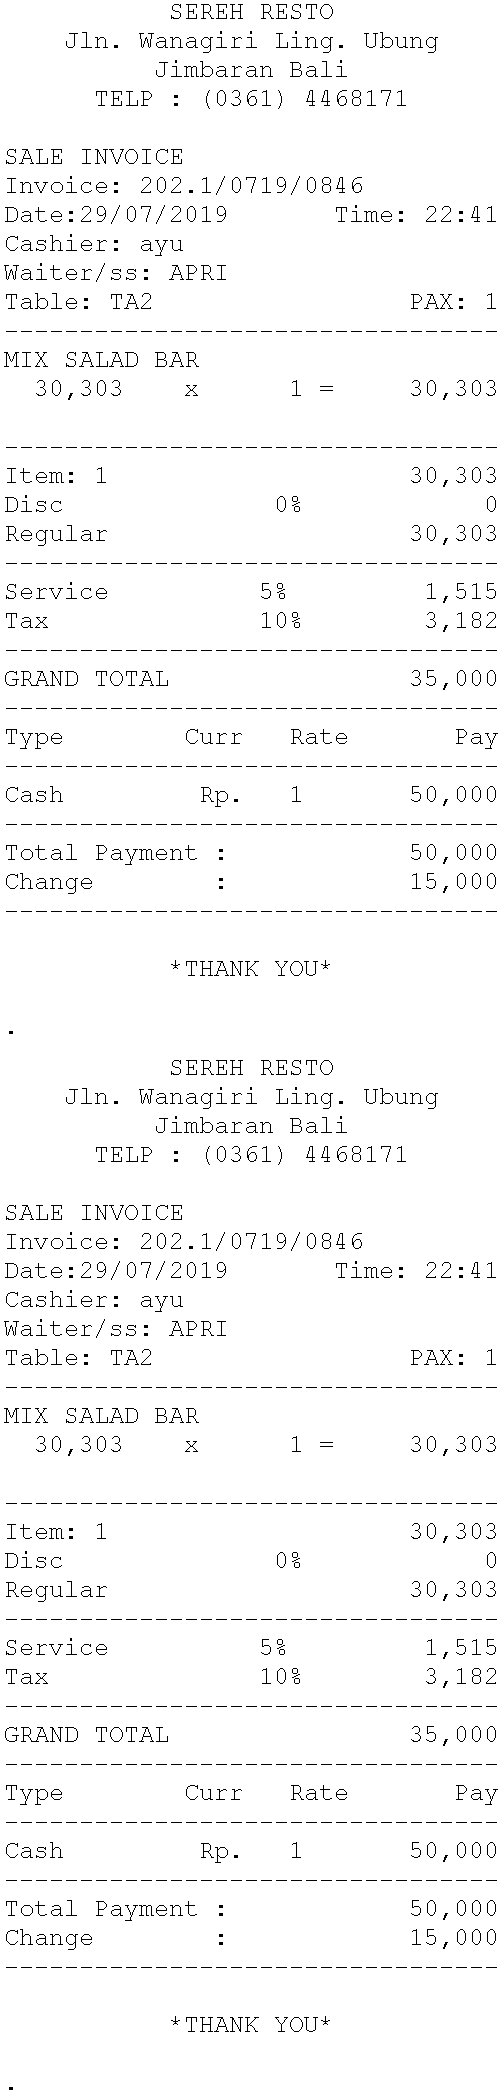 SEREH RESTO
Jln. Wanagiri Ling. Ubung
Jimbaran Bali
TELP : (0361) 4468171
SALE INVOICE
Invoice: 202.1/0719/0846
Date:29/07/2019 Time: 22:41
Cashier: ayu
Waiter/ss: APRI
Table: TA2 PAX: 1
---------------------------------
MIX SALAD BAR
30,303 x 1 = 30,303
---------------------------------
Item: 1 30,303
Disc 0% 0
Regular 30,303
---------------------------------
Service 5% 1,515
Tax 10% 3,182
---------------------------------
GRAND TOTAL 35,000
---------------------------------
Type Curr Rate Pay
---------------------------------
Cash Rp. 1 50,000
---------------------------------
Total Payment : 50,000
Change : 15,000
---------------------------------
*THANK YOU*
.
SEREH RESTO
Jln. Wanagiri Ling. Ubung
Jimbaran Bali
TELP : (0361) 4468171
SALE INVOICE
Invoice: 202.1/0719/0846
Date:29/07/2019 Time: 22:41
Cashier: ayu
Waiter/ss: APRI
Table: TA2 PAX: 1
---------------------------------
MIX SALAD BAR
30,303 x 1 = 30,303
---------------------------------
Item: 1 30,303
Disc 0% 0
Regular 30,303
---------------------------------
Service 5% 1,515
Tax 10% 3,182
---------------------------------
GRAND TOTAL 35,000
---------------------------------
Type Curr Rate Pay
---------------------------------
Cash Rp. 1 50,000
---------------------------------
Total Payment : 50,000
Change : 15,000
---------------------------------
*THANK YOU*
.